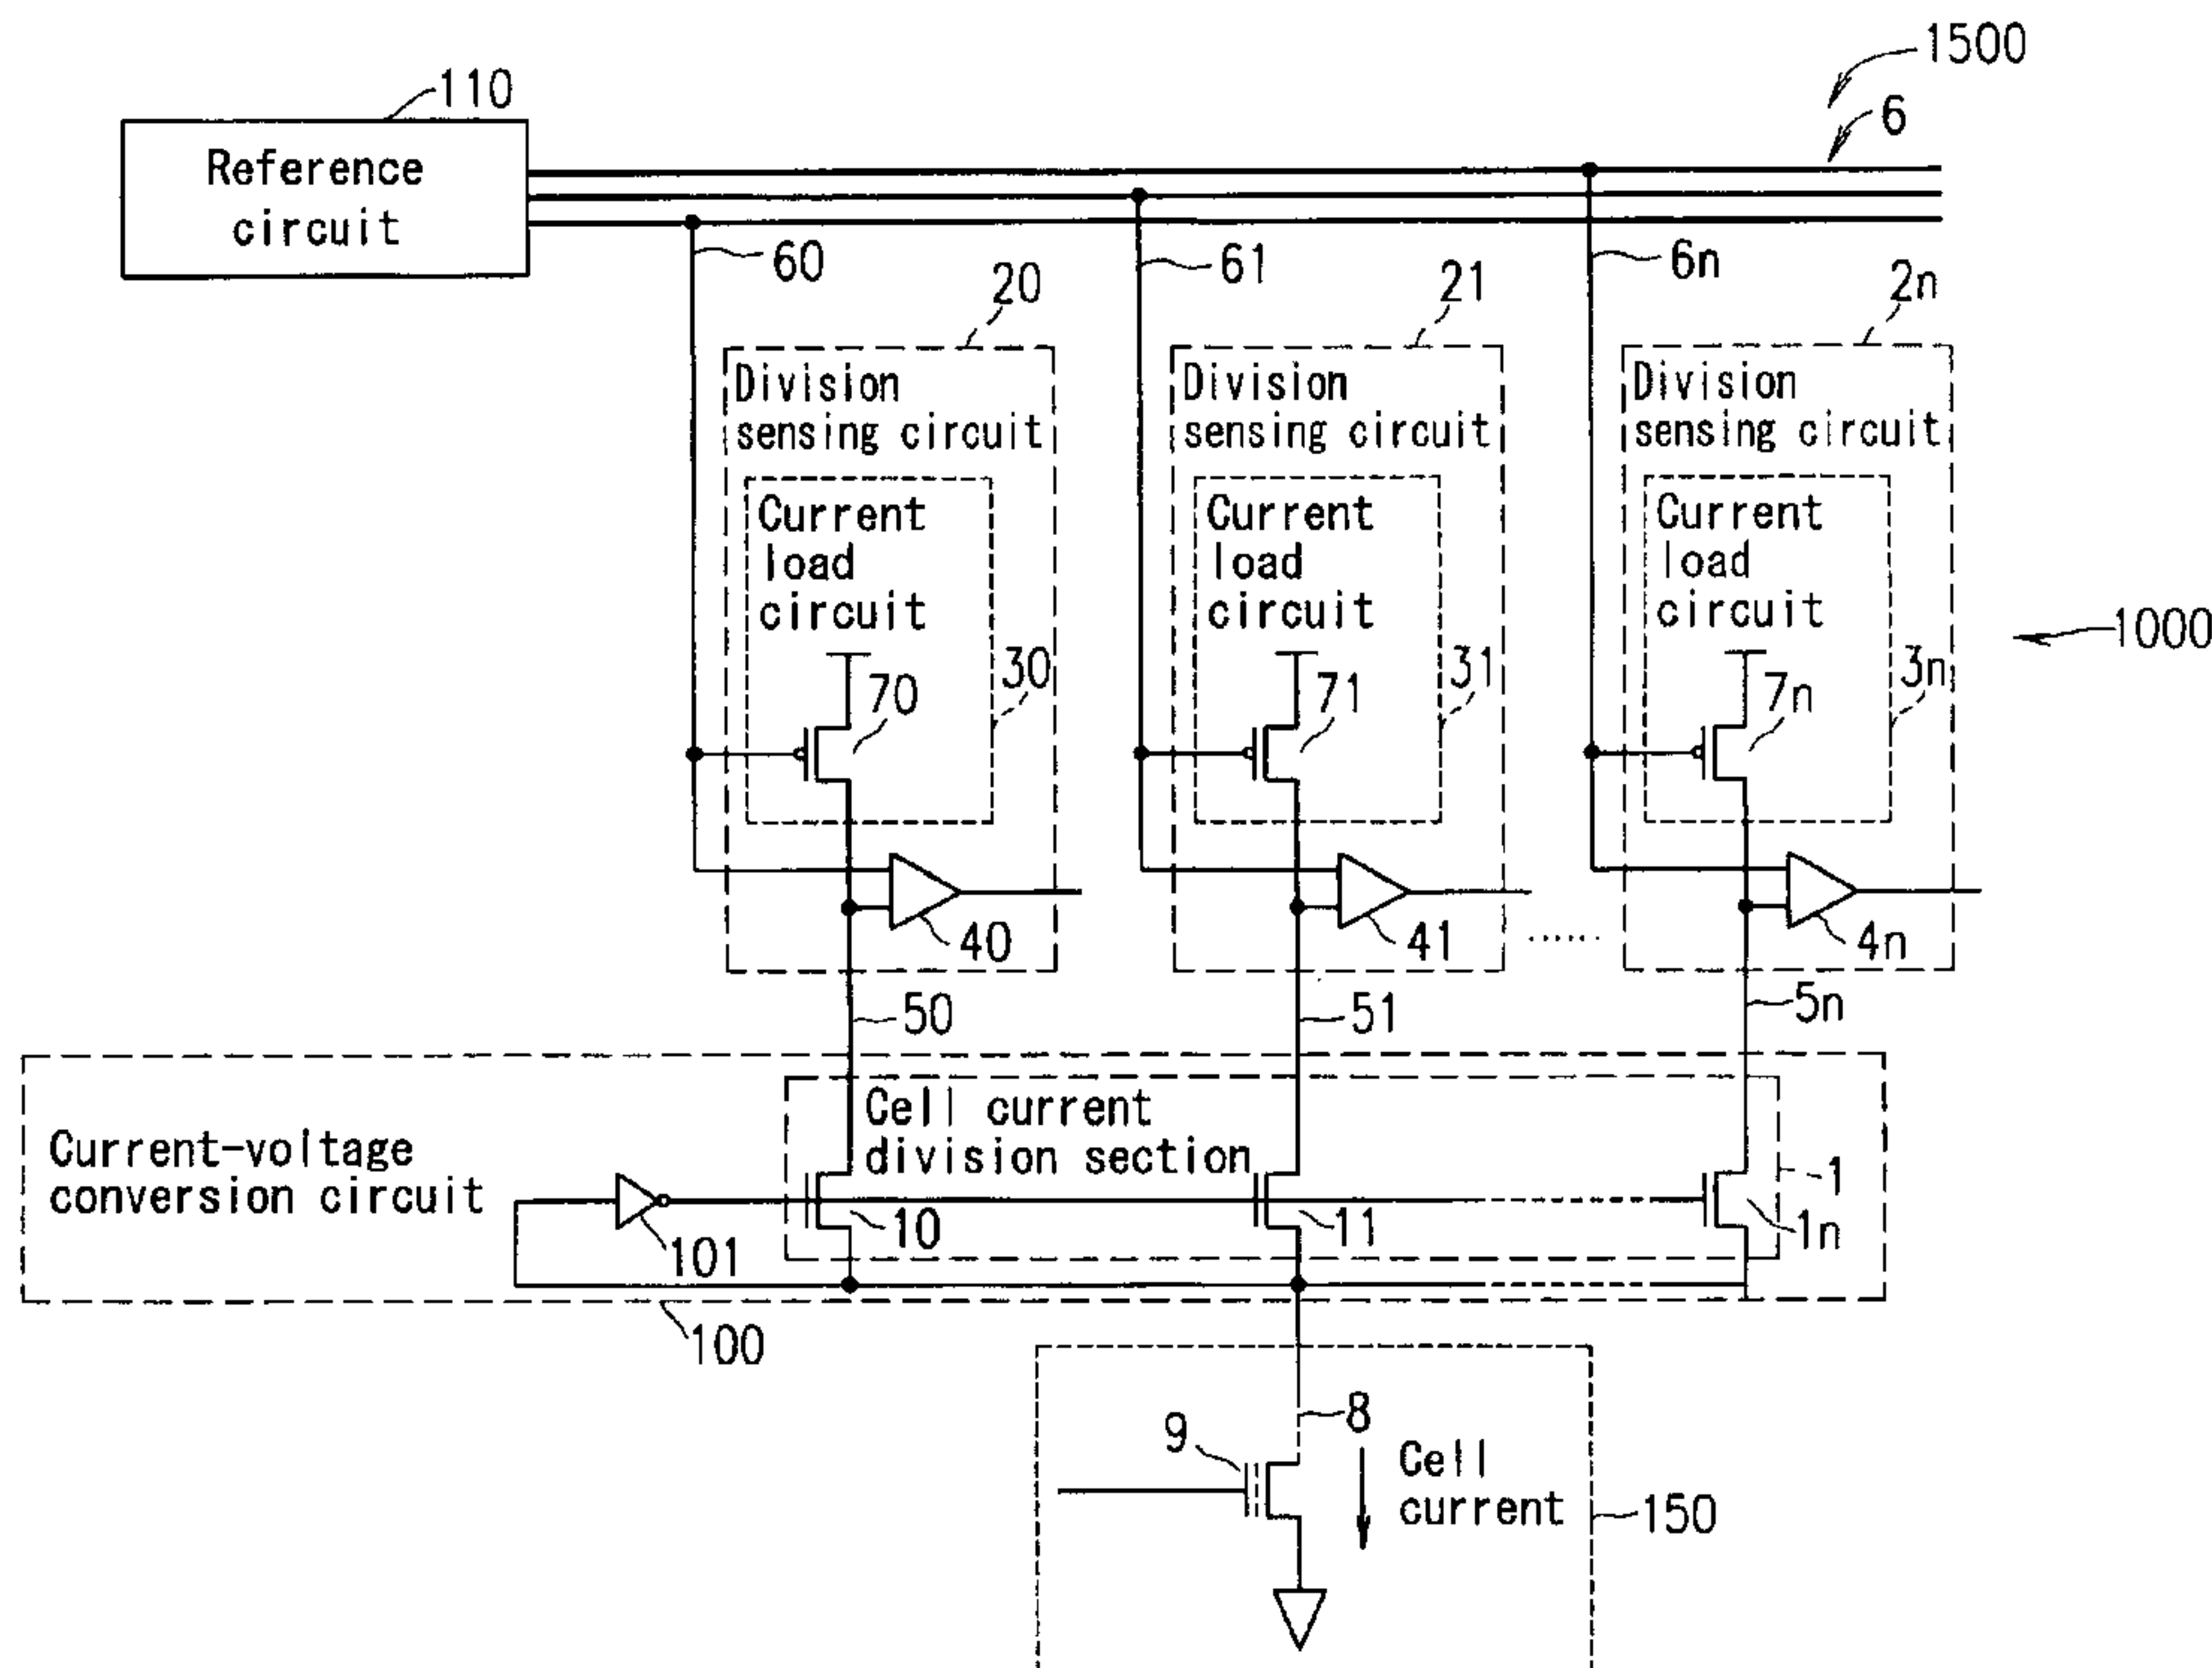 1500
6
110
Reference
circuit
60
61
6n
20
21
2n
Division
sensing circuit
Division
sensing circuit
Division
sensing circuit
Current
load
circuit
Current
load
circuit
Current
load
circuit
1000
30
31
3n
70
71
7n
40
41
......
4n
50
51
5n
Cell current
division section
Current-voltage
conversion circuit
1
101
10
11
1n
100
8
9
Cell
current
150